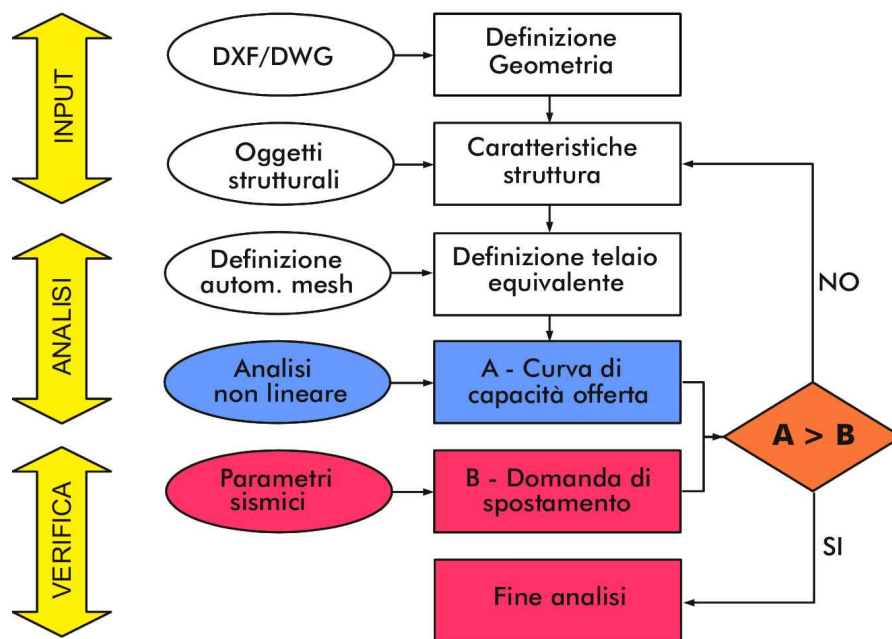 INPUT
DXF/DWG
Definizione
Geometria
Oggetti
strutturali
Caratteristiche
struttura
ANALISI
Definizione
autom. mesh
Definizione telaio
equivalente
NO
Analisi
non lineare
A - Curva di
capacità offerta
A > B
VERIFICA
Parametri
sismici
B - Domanda di
spostamento
SI
Fine analisi